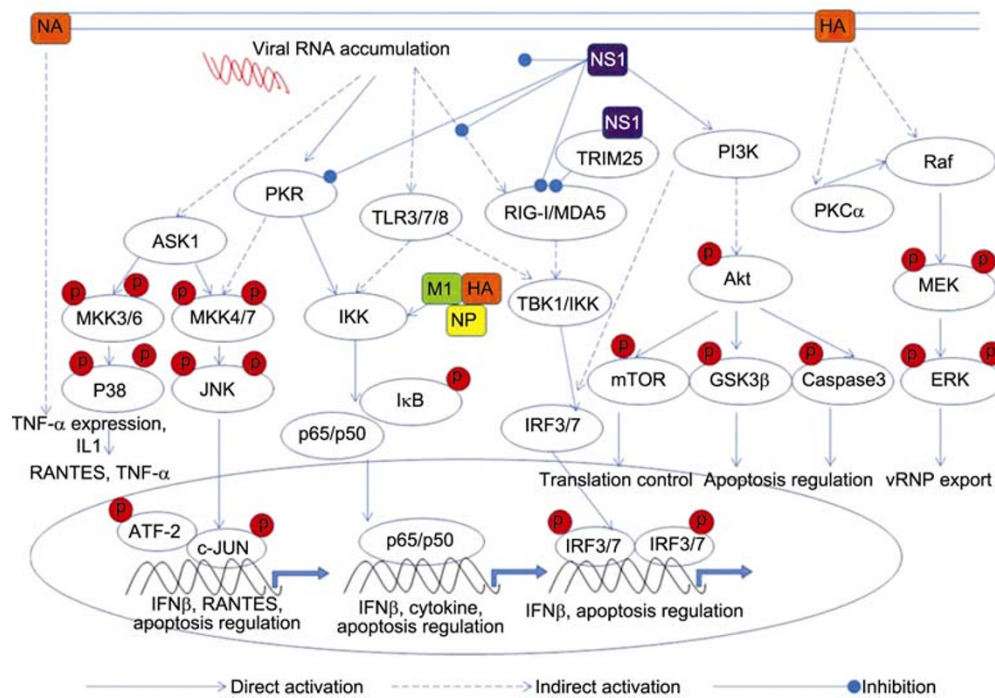 NA
HA
Viral RNA accumulation
NS1
NS1
TRIM25
PI3K
Raf
PKR
TLR3/7/8
RIG-I/MDA5
PKCα
ASK1
P
Akt
P P
MEK
P P
MKK3/6
P P
MKK4/7
IKK
M1 HA
NP
TBK1/IKK
P P
P38
P P
JNK
P
IκB
P
mTOR
P
GSK3β
P
Caspase3
P P
ERK
TNF-α expression,
IL1
RANTES, TNF-α
p65/p50
IRF3/7
Translation control
Apoptosis regulation
vRNP export
P
ATF-2
P
c-JUN
p65/p50
P
IRF3/7
P
IRF3/7
IFNβ, RANTES,
apoptosis regulation
IFNβ, cytokine,
apoptosis regulation
IFNβ, apoptosis regulation
Direct activation
Indirect activation
Inhibition